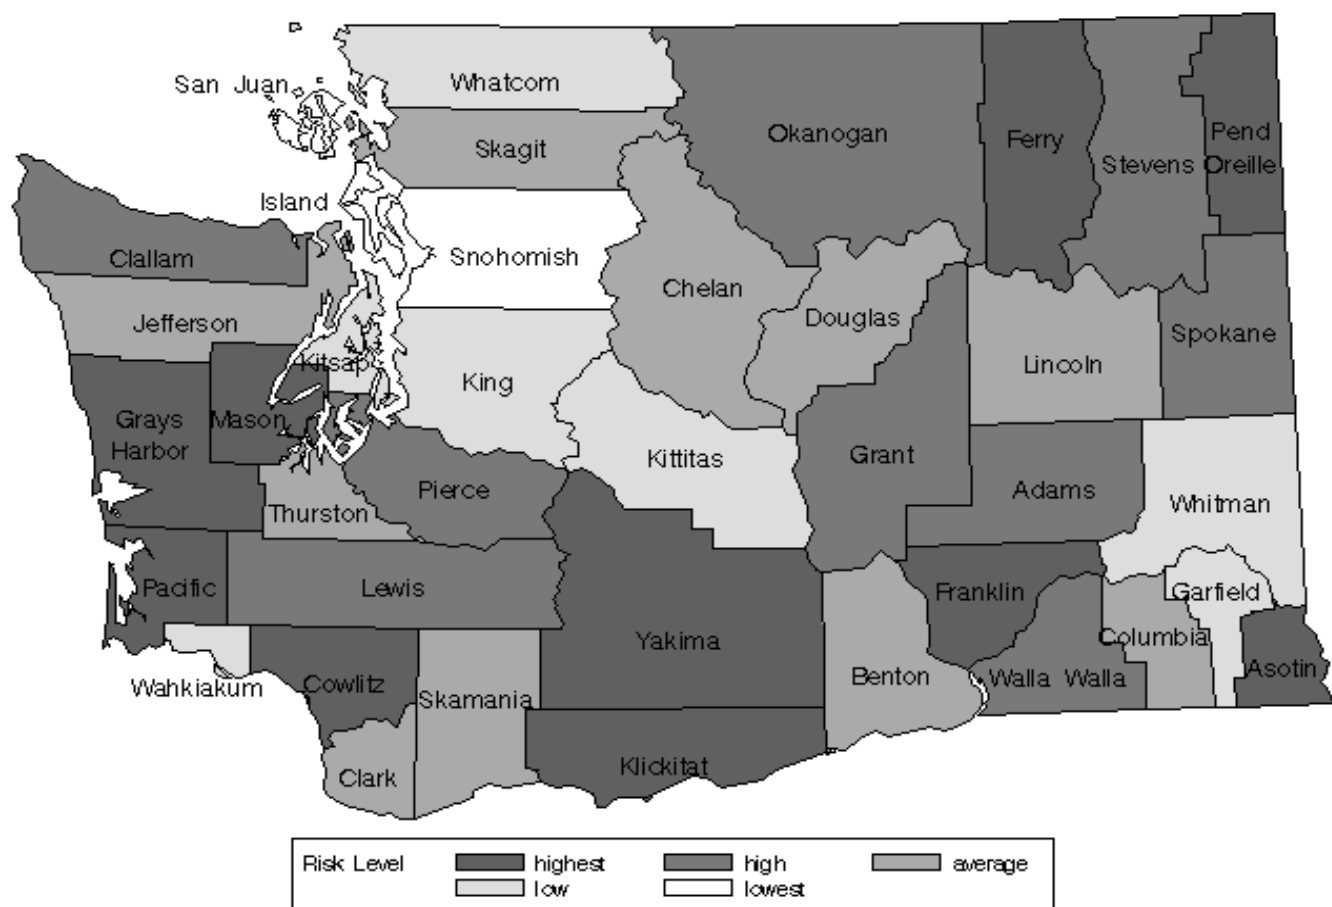 Whatcom
San Juan
Skagit
Okanogan
Ferry
Stevens
Pend
Oreille
Island
Clallam
Snohomish
Chelan
Jefferson
Douglas
Spokane
Kitsap
King
Lincoln
Grays
Harbor
Mason
Kittitas
Grant
Pierce
Adams
Whitman
Thurston
Pacific
Lewis
Franklin
Garfield
Yakima
Columbia
Wahkiakum
Cowlitz
Skamania
Benton
Walla Walla
Asotin
Clark
Klickitat
Risk Level highest high average
low lowest